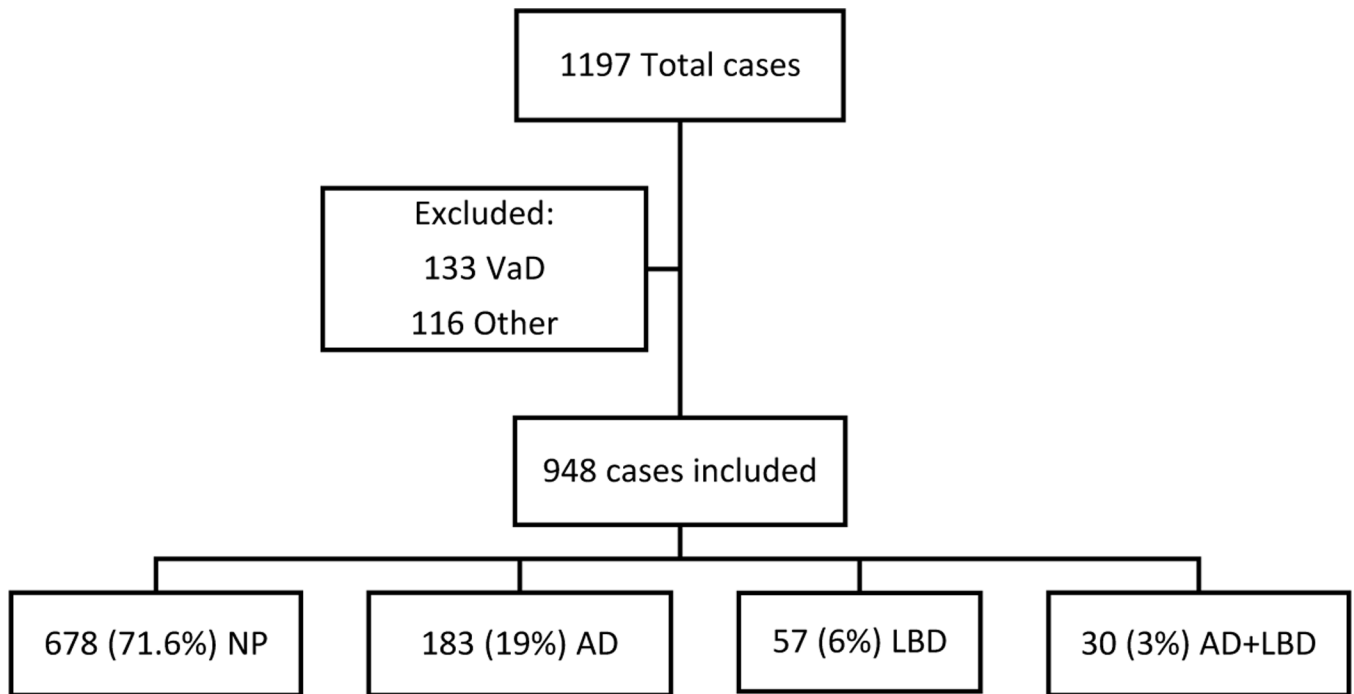 1197 Total cases
Excluded:
133 VaD
116 Other
948 cases included
678 (71.6%) NP
183 (19%) AD
57 (6%) LBD
30 (3%) AD+LBD